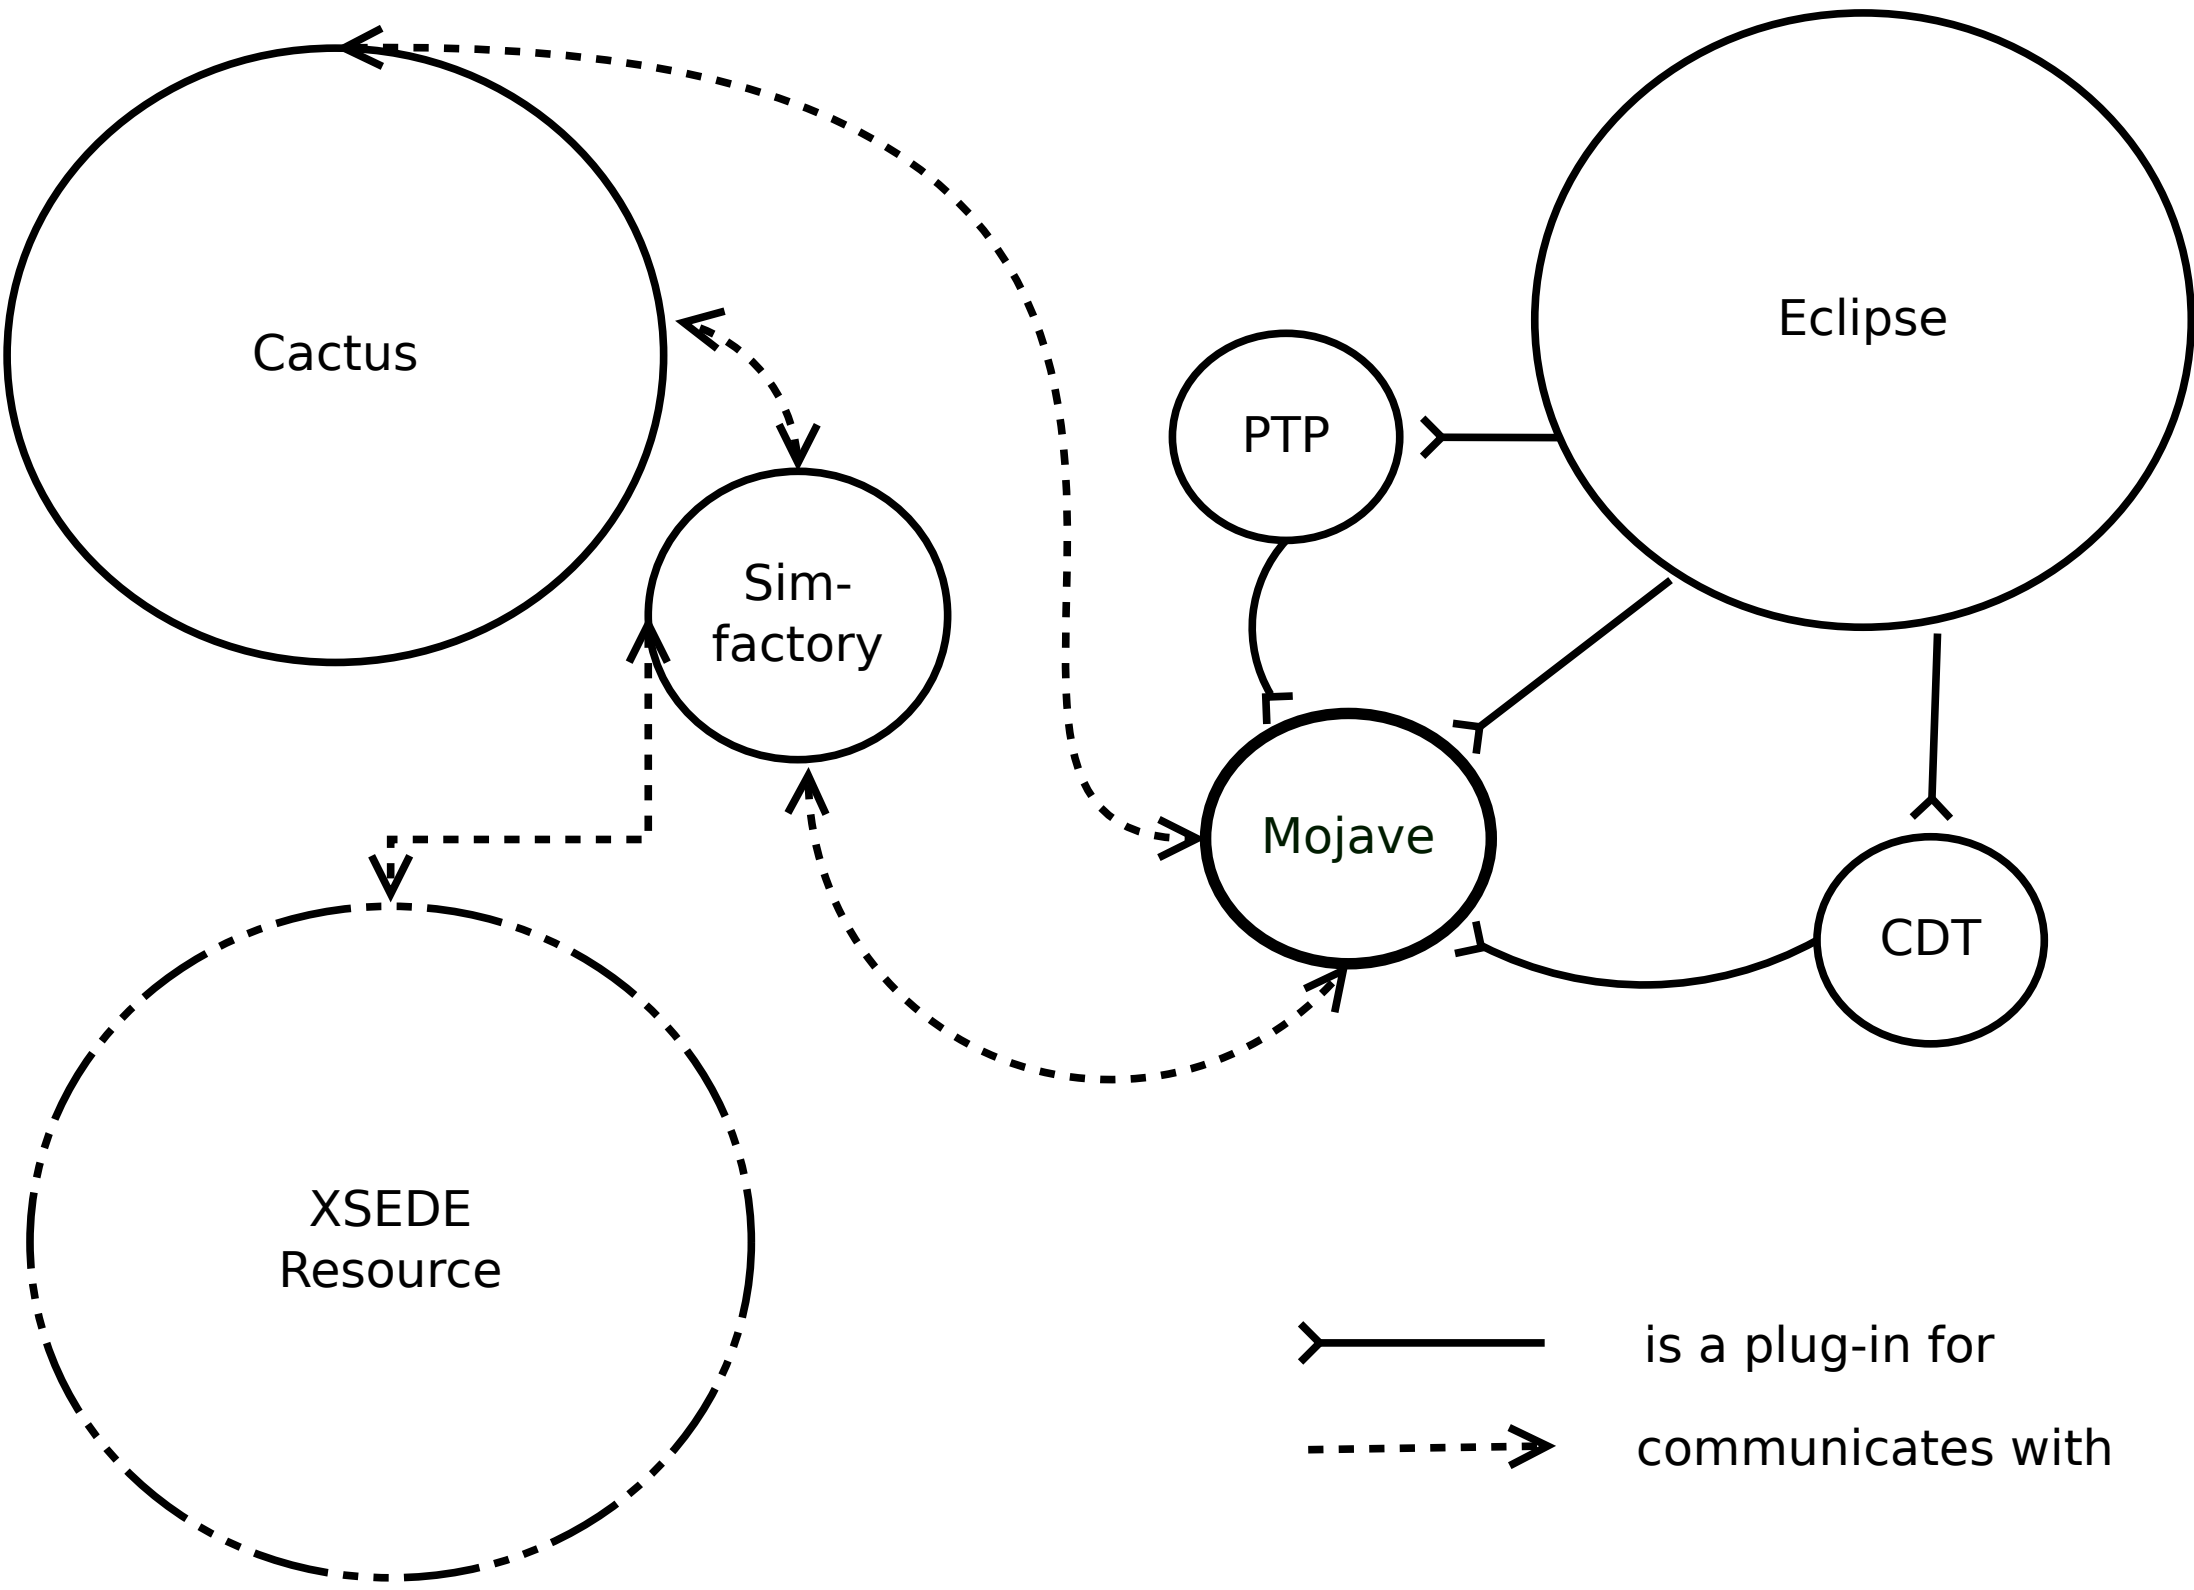 Cactus
Eclipse
PTP
Sim-
factory
Mojave
CDT
XSEDE
Resource
is a plug-in for
communicates with